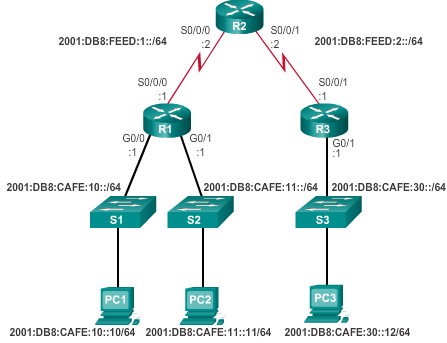 R2
S0/0/0
S0/0/1
2001:DB8:FEED:1::/64
:2
:2
2001:DB8:FEED:2::/64
S0/0/0
S0/0/1
:1
:1
R1
R3
G0/0
G0/1
G0/1
:1
:1
:1
2001:DB8:CAFE:10::/64
2001:DB8:CAFE:11::/64
2001:DB8:CAFE:30::/64
S1
S2
S3
PC1
PC2
PC3
2001:DB8:CAFE:10::10/64
2001:DB8:CAFE:11::11/64
2001:DB8:CAFE:30::12/64